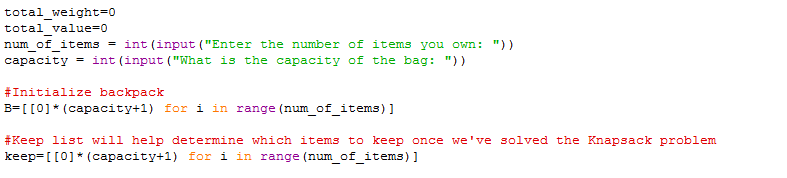 total_weight=0
total_value=0
num_of_items = int(input("Enter the number of items you own: "))
capacity = int(input("What is the capacity of the bag: "))
#Initialize backpack
B=[[0]*(capacity+1) for i in range(num_of_items)]
#Keep list will help determine which items to keep once we've solved the Knapsack problem
keep=[[0]*(capacity+1) for i in range(num_of_items)]